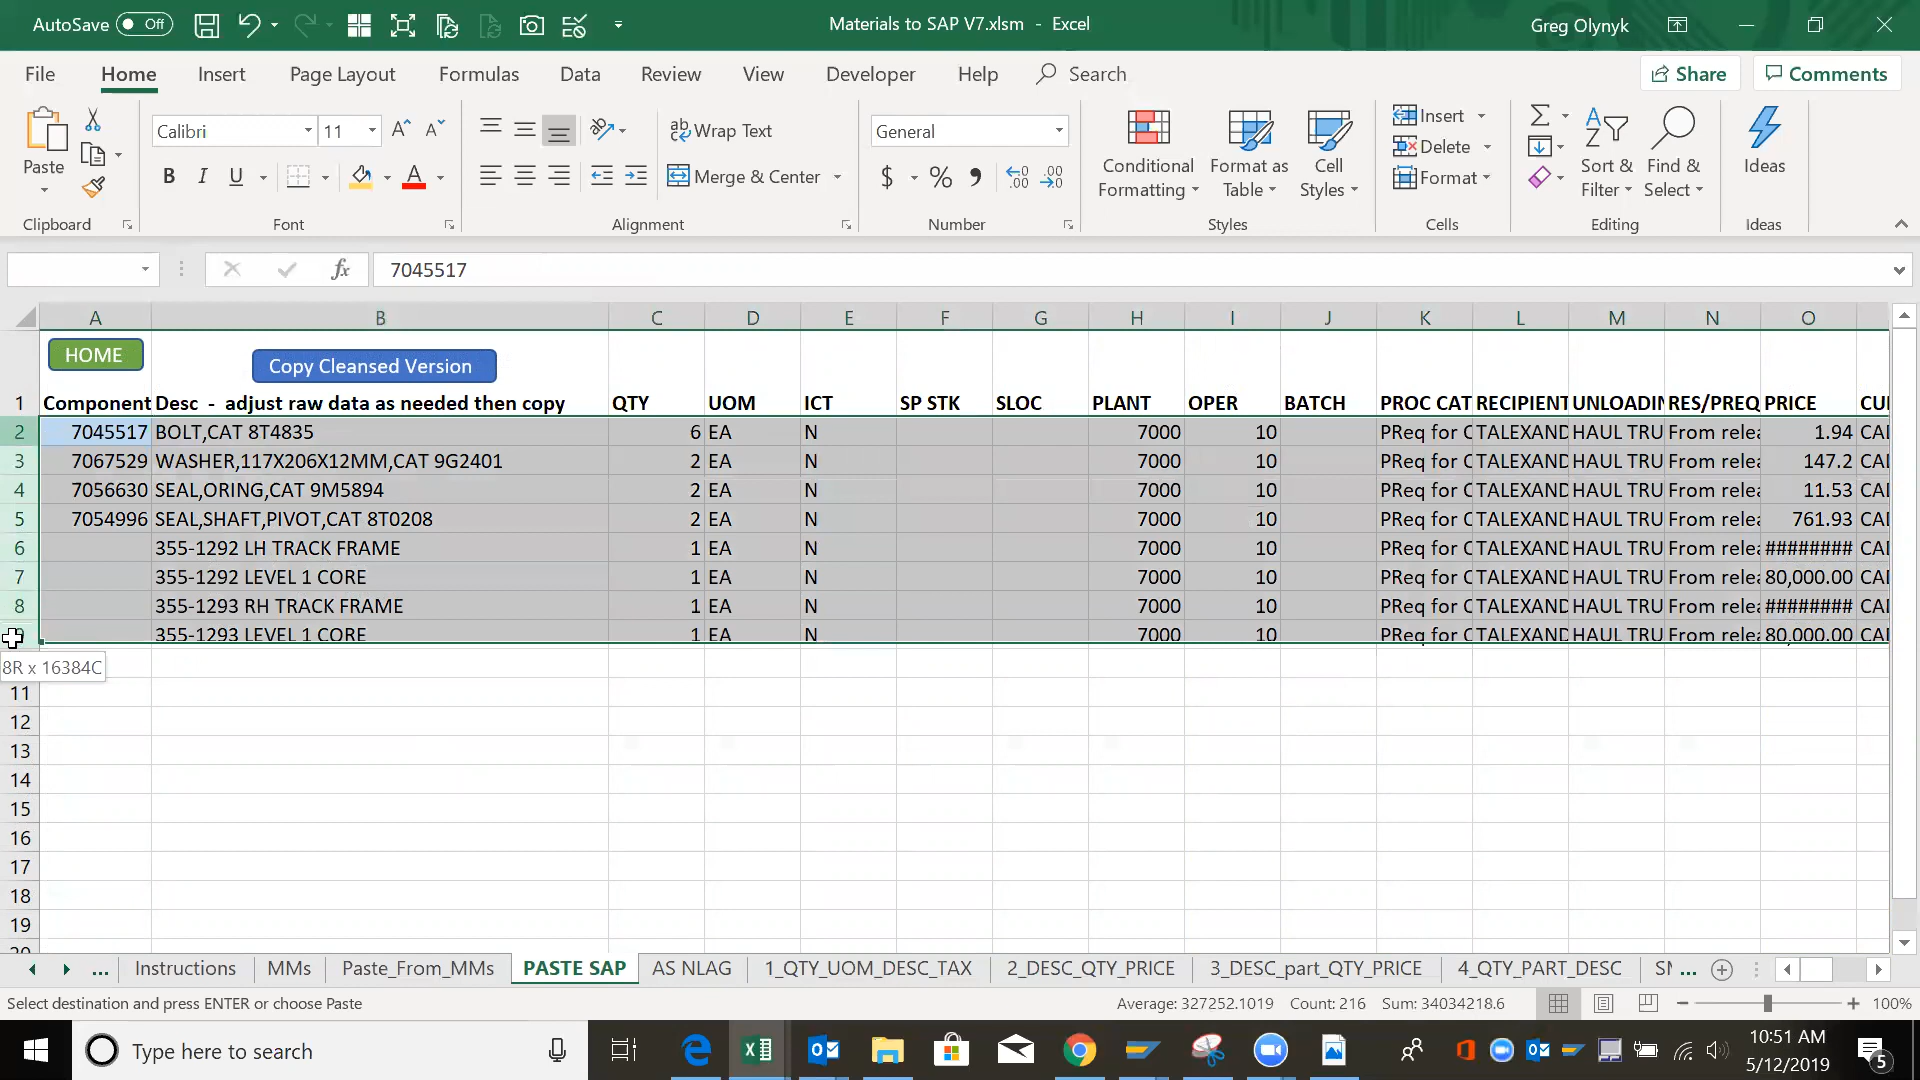 AutoSave Off
Materials to SAP V7.xlsm - Excel
Greg Olynyk
File Home Insert Page Layout Formulas Data Review View Developer Help Search Share Comments
Paste
Calibri 11
B I U
ab Wrap Text
Merge & Center
General
$ % ,
Conditional Formatting
Format as Table
Cell Styles
Insert
Delete
Format
Sort & Filter
Find & Select
Ideas
Clipboard Font Alignment Number Styles Cells Editing Ideas
fx 7045517
A B C D E F G H I J K L M N O
HOME
Copy Cleansed Version
1 Component Desc - adjust raw data as needed then copy QTY UOM ICT SP STK SLOC PLANT OPER BATCH PROC CAT RECIPIENT UNLOADIN RES/PREQ PRICE CU
2 7045517 BOLT,CAT 8T4835 6 EA N 7000 10 PReq for C TALEXAND HAUL TRU From rele 1.94 CA
3 7067529 WASHER,117X206X12MM,CAT 9G2401 2 EA N 7000 10 PReq for C TALEXAND HAUL TRU From rele 147.2 CA
4 7056630 SEAL,ORING,CAT 9M5894 2 EA N 7000 10 PReq for C TALEXAND HAUL TRU From rele 11.53 CA
5 7054996 SEAL,SHAFT,PIVOT,CAT 8T0208 2 EA N 7000 10 PReq for C TALEXAND HAUL TRU From rele 761.93 CA
6 355-1292 LH TRACK FRAME 1 EA N 7000 10 PReq for C TALEXAND HAUL TRU From rele ######## CA
7 355-1292 LEVEL 1 CORE 1 EA N 7000 10 PReq for C TALEXAND HAUL TRU From rele 80,000.00 CA
8 355-1293 RH TRACK FRAME 1 EA N 7000 10 PReq for C TALEXAND HAUL TRU From rele ######## CA
355-1293 LEVEL 1 CORE 1 EA N 7000 10 PReq for C TALEXAND HAUL TRU From rele 80,000.00 CA
8R x 16384C
11
12
13
14
15
16
17
18
19
20
... Instructions MMs Paste_From_MMs PASTE SAP AS NLAG 1_QTY_UOM_DESC_TAX 2_DESC_QTY_PRICE 3_DESC_part_QTY_PRICE 4_QTY_PART_DESC ...
Select destination and press ENTER or choose Paste Average: 327252.1019 Count: 216 Sum: 34034218.6 100%
Type here to search
10:51 AM
5/12/2019
5